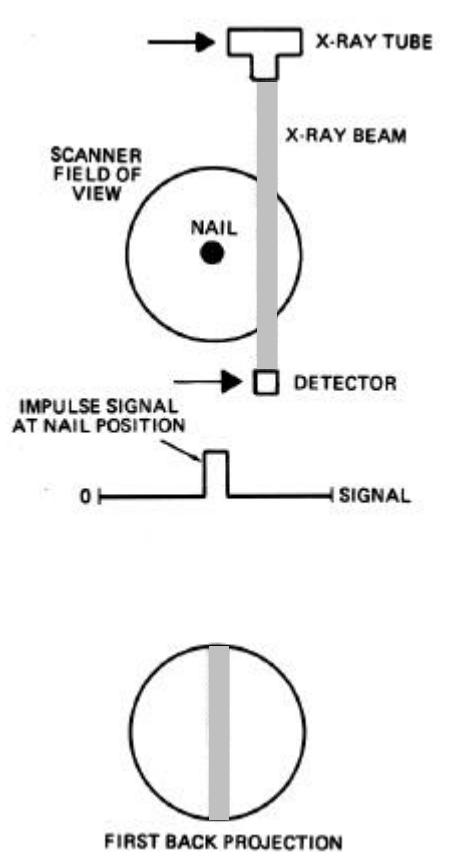 X-RAY TUBE
X-RAY BEAM
SCANNER
FIELD OF
VIEW
NAIL
DETECTOR
IMPULSE SIGNAL
AT NAIL POSITION
0
SIGNAL
FIRST BACK PROJECTION